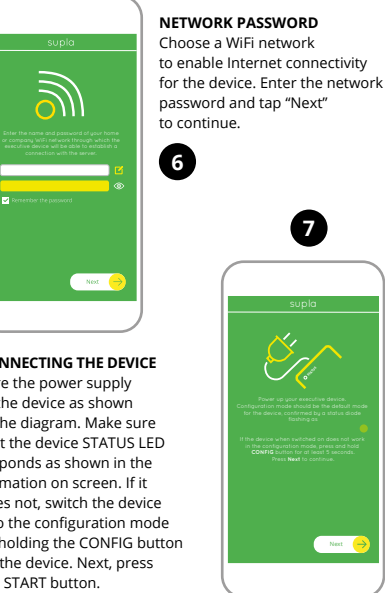 supla
Enter the name and password of your home
or company WiFi network through which the
executive device will be able to establish a
connection with the server.
Remember the password
Next
NETWORK PASSWORD
Choose a WiFi network
to enable Internet connectivity
for the device. Enter the network
password and tap “Next”
to continue.
6
7
NNECTING THE DEVICE
re the power supply
the device as shown
he diagram. Make sure
t the device STATUS LED
ponds as shown in the
rmation on screen. If it
es not, switch the device
o the configuration mode
holding the CONFIG button
the device. Next, press
START button.
supla
Power up your executive device.
Configuration mode should be the default mode
for the device, confirmed by a status diode
flashing as
If the device when switched on does not work
in the configuration mode, press and hold
CONFIG button for at least 5 seconds.
Press Next to continue.
Next